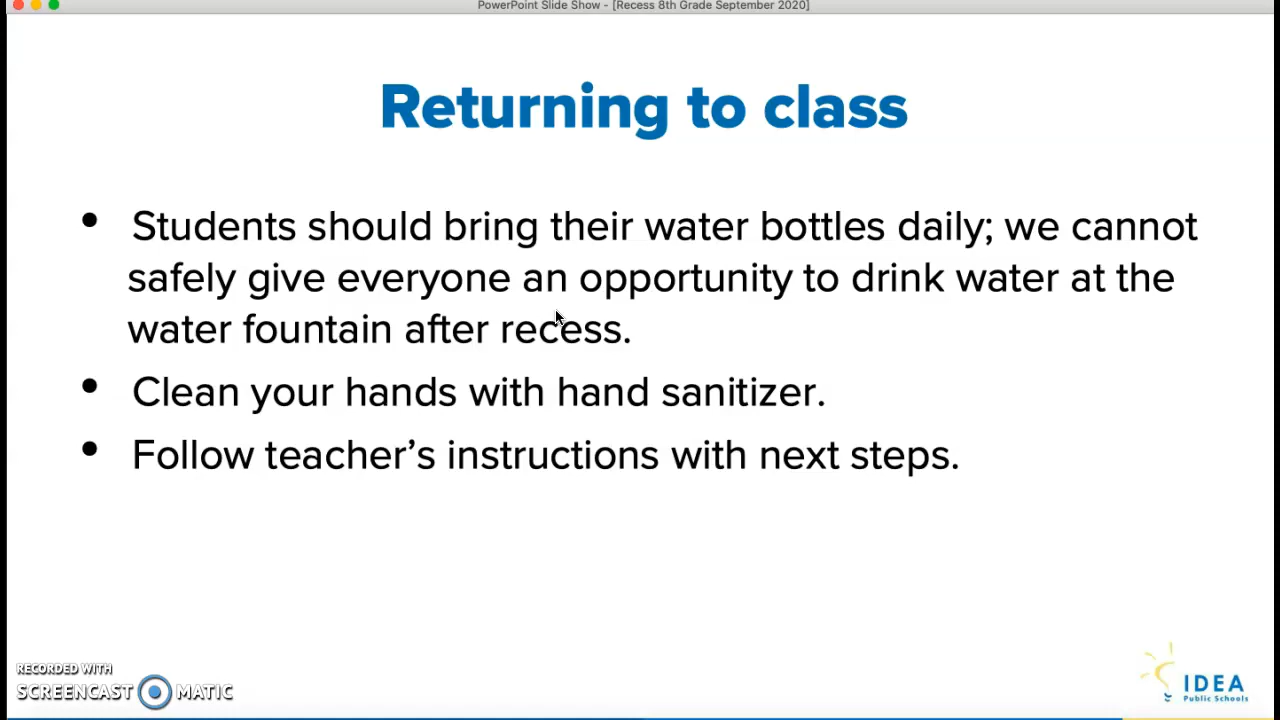 PowerPoint Slide Show - [Recess 8th Grade September 2020]
Returning to class
• Students should bring their water bottles daily; we cannot
safely give everyone an opportunity to drink water at the
water fountain after recess.
• Clean your hands with hand sanitizer.
• Follow teacher’s instructions with next steps.
RECORDED WITH
SCREENCAST MATIC
IDEA
Public Schools